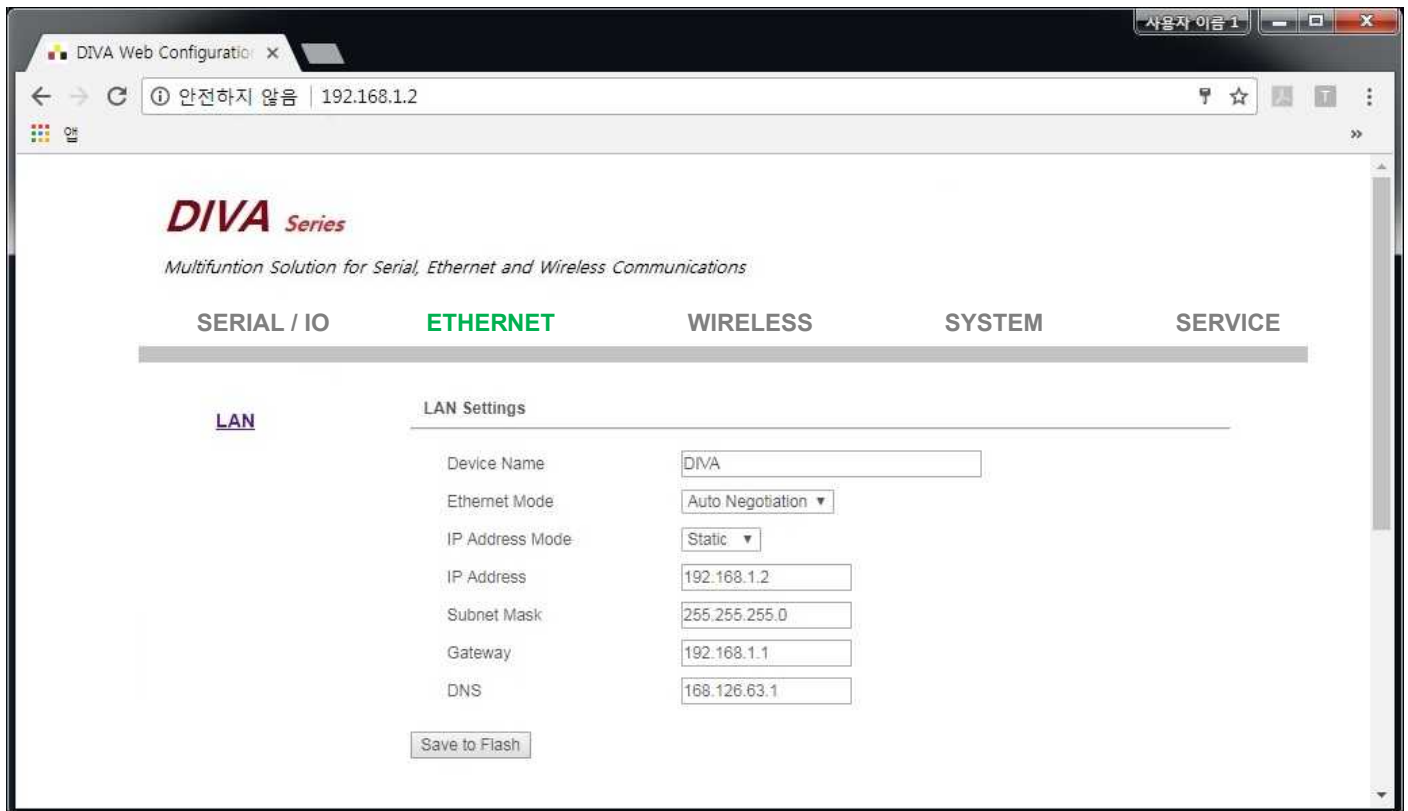 사용자 이름 1
DIVA Web Configuratio
안전하지 않음 | 192.168.1.2
앱
DIVA Series
Multifuntion Solution for Serial, Ethernet and Wireless Communications
SERIAL / IO ETHERNET WIRELESS SYSTEM SERVICE
LAN
LAN Settings
Device Name DIVA
Ethernet Mode Auto Negotiation
IP Address Mode Static
IP Address 192.168.1.2
Subnet Mask 255.255.255.0
Gateway 192.168.1.1
DNS 168.126.63.1
Save to Flash